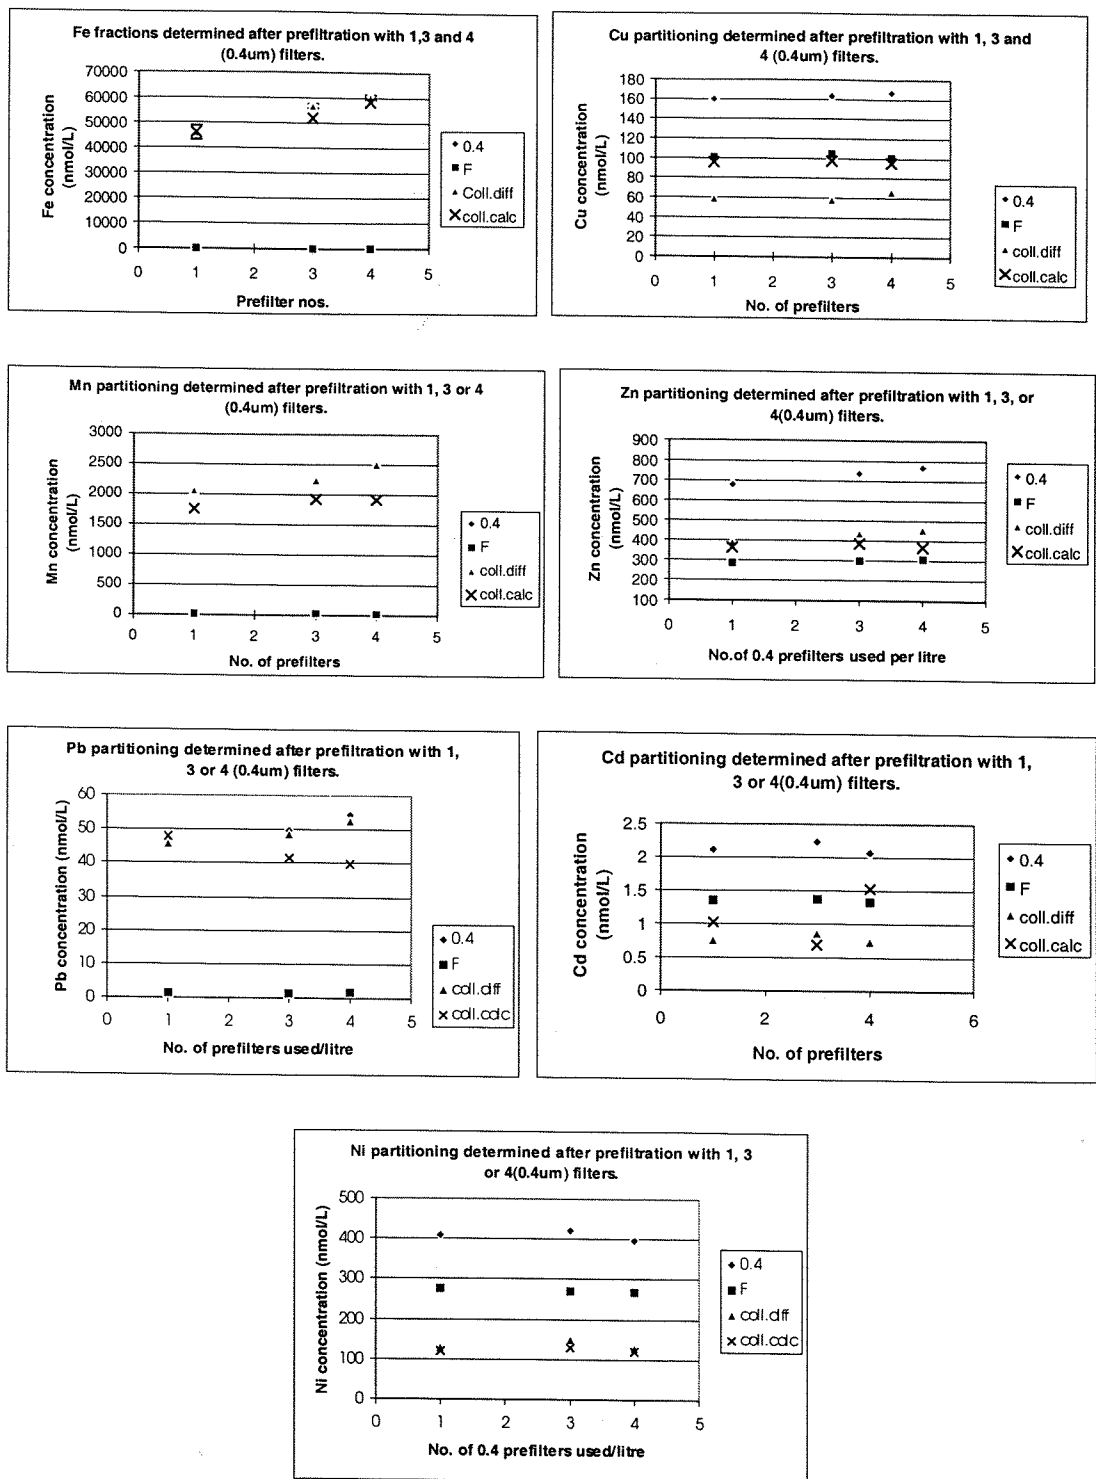 Fe fractions determined after prefiltration with 1,3 and 4
(0.4um) filters.
70000
60000
50000
40000
30000
20000
10000
0
Fe concentration
(nmol/L)
0 1 2 3 4 5
Prefilter nos.
0.4
F
Coll.diff
coll.calc
Cu partitioning determined after prefiltration with 1, 3 and
4 (0.4um) filters.
180
160
140
120
100
80
60
40
20
0
Cu concentration
(nmol/L)
0 1 2 3 4 5
No. of prefilters
0.4
F
coll.diff
coll.calc
Mn partitioning determined after prefiltration with 1, 3 or 4
(0.4um) filters.
3000
2500
2000
1500
1000
500
0
Mn concentration
(nmol/L)
0 1 2 3 4 5
No. of prefilters
0.4
F
coll.diff
coll.calc
Zn partitioning determined after prefiltration with 1, 3, or
4(0.4um) filters.
900
800
700
600
500
400
300
200
100
Zn concentration
(nmol/L)
0 1 2 3 4 5
No.of 0.4 prefilters used per litre
0.4
F
coll.diff
coll.calc
Pb partitioning determined after prefiltration with 1,
3 or 4 (0.4um) filters.
60
50
40
30
20
10
0
Pb concentration (nmol/L)
0 1 2 3 4 5
No. of prefilters used/litre
0.4
F
coll.diff
coll.calc
Cd partitioning determined after prefiltration with 1,
3 or 4(0.4um) filters.
2.5
2
1.5
1
0.5
0
Cd concentration
(nmol/L)
0 2 4 6
No. of prefilters
0.4
F
coll.diff
coll.calc
Ni partitioning determined after prefiltration with 1, 3
or 4(0.4um) filters.
500
400
300
200
100
0
Ni concentration (nmol/L)
0 1 2 3 4 5
No. of 0.4 prefilters used/litre
0.4
F
coll.diff
coll.calc